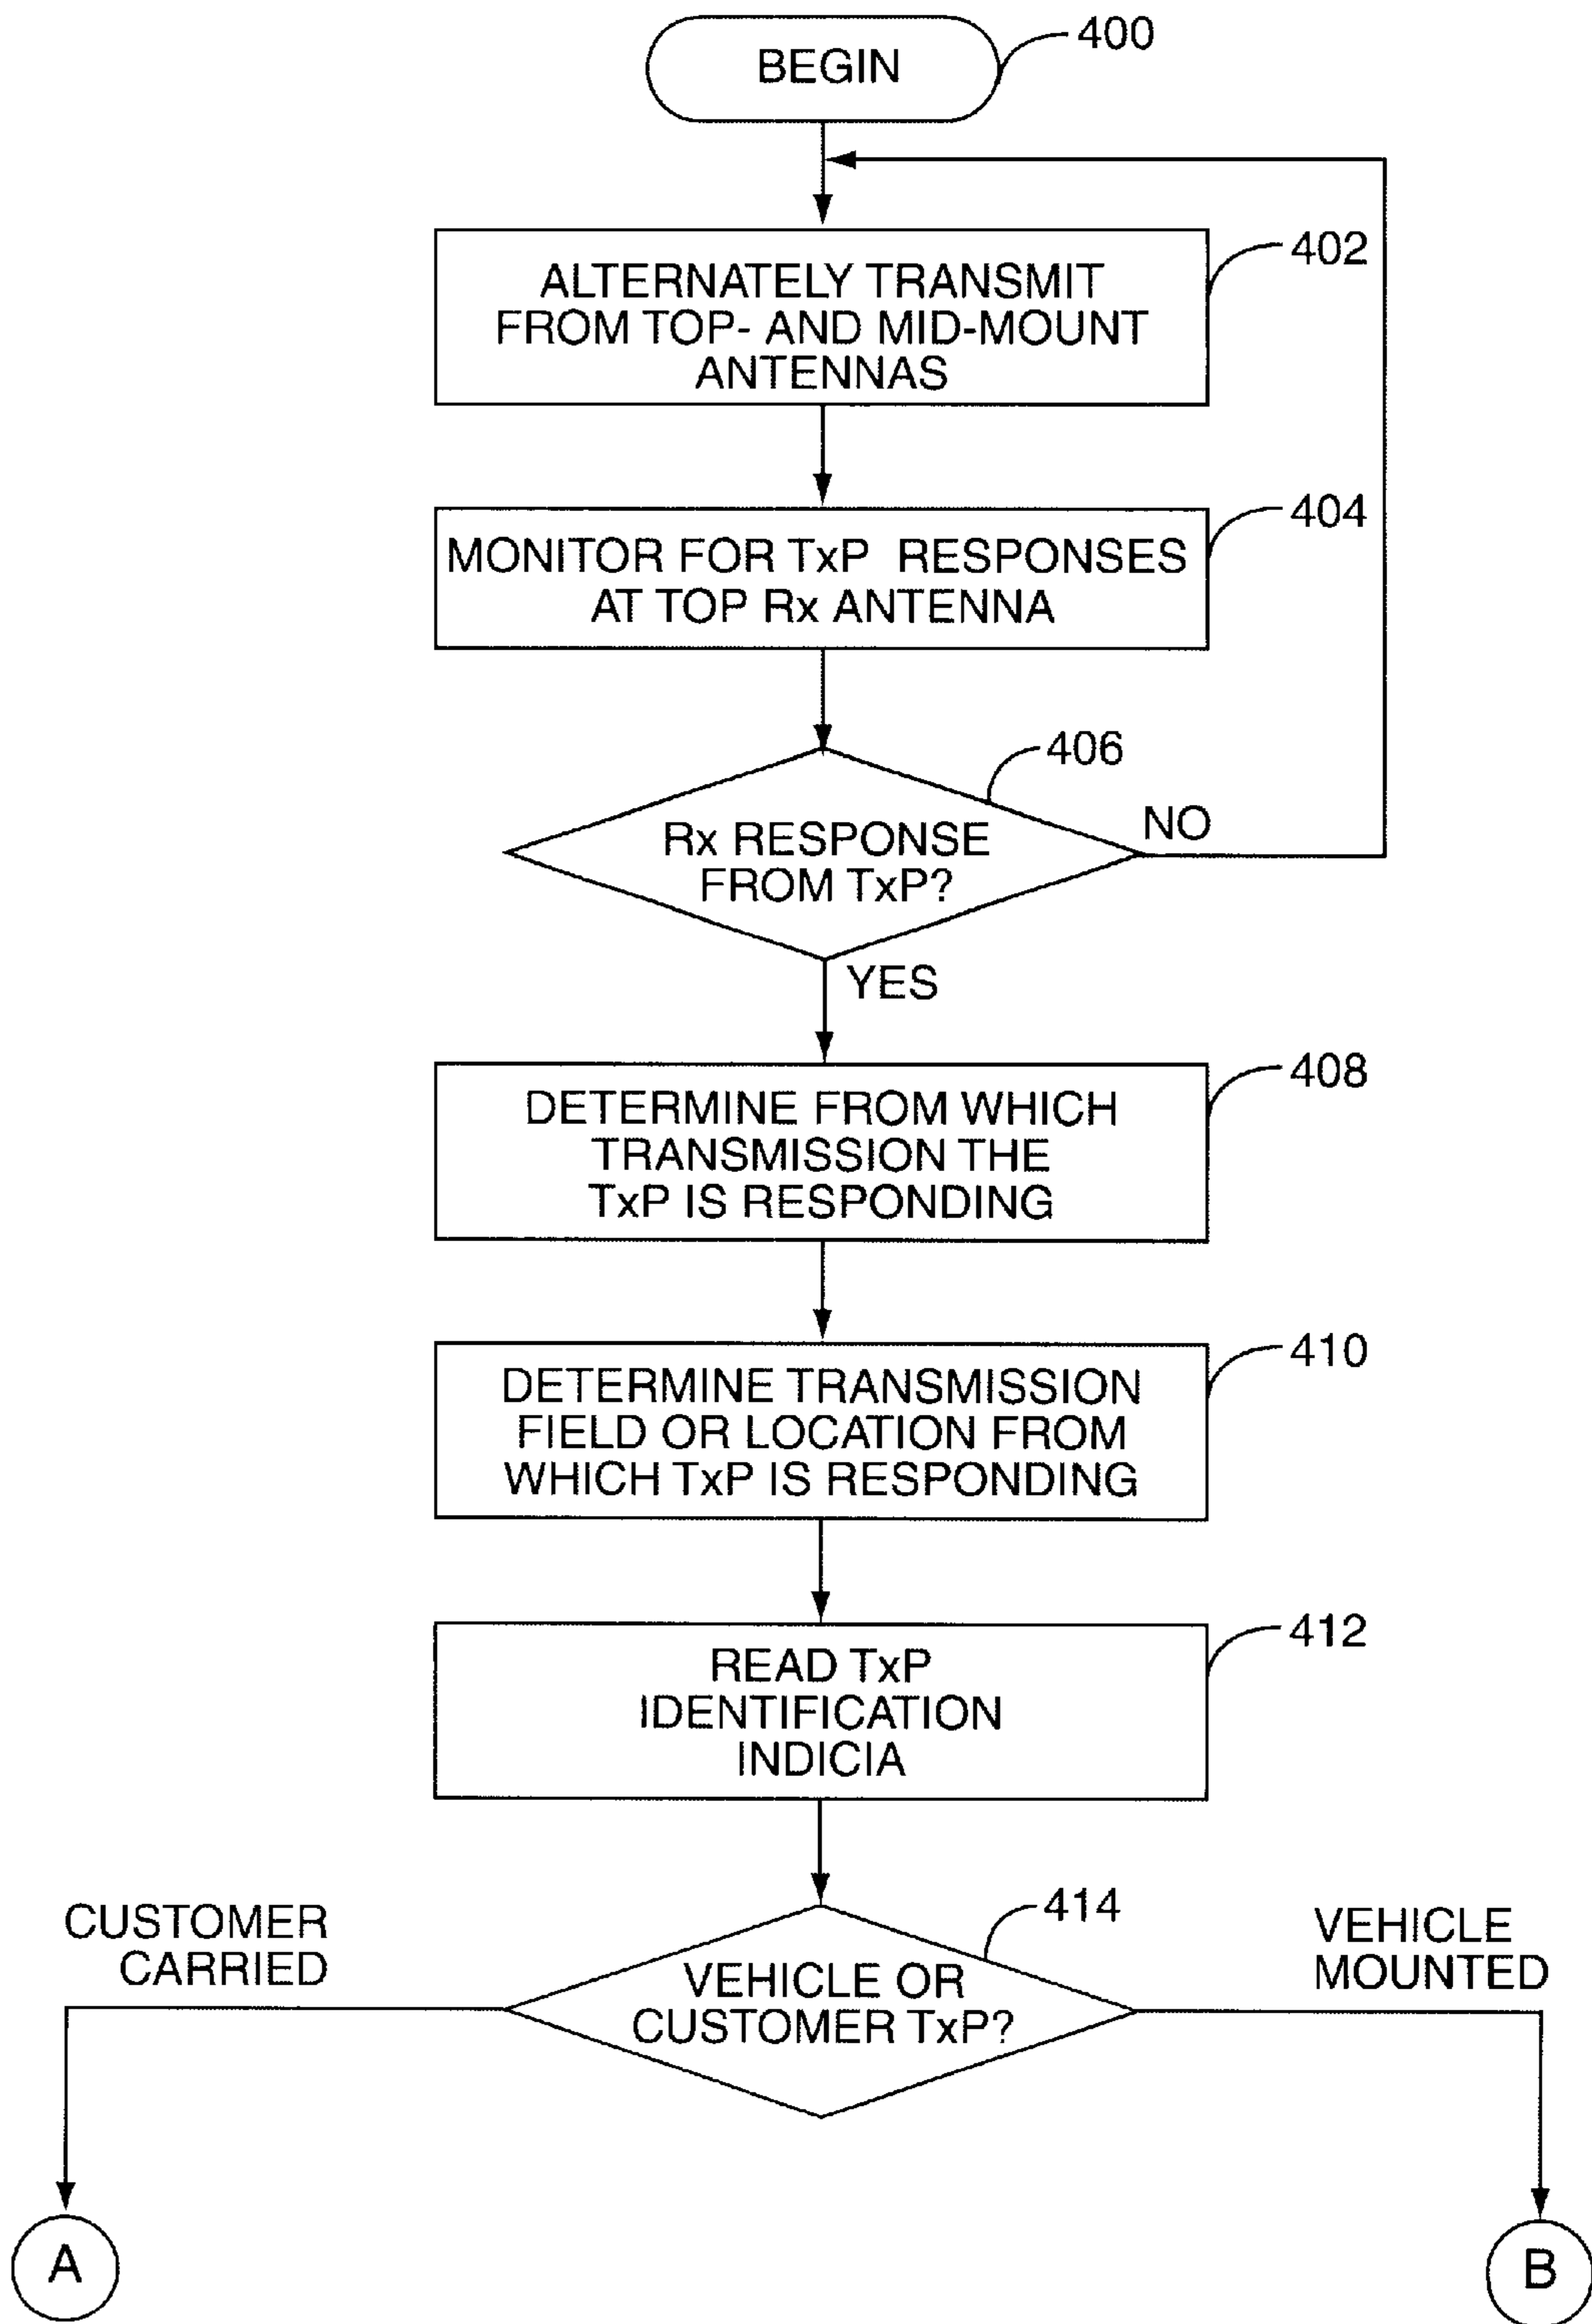 BEGIN
400
ALTERNATELY TRANSMIT
FROM TOP- AND MID-MOUNT
ANTENNAS
402
MONITOR FOR TxP RESPONSES
AT TOP Rx ANTENNA
404
406
Rx RESPONSE
FROM TxP?
NO
YES
DETERMINE FROM WHICH
TRANSMISSION THE
TxP IS RESPONDING
408
DETERMINE TRANSMISSION
FIELD OR LOCATION FROM
WHICH TxP IS RESPONDING
410
READ TxP
IDENTIFICATION
INDICIA
412
414
CUSTOMER
CARRIED
VEHICLE OR
CUSTOMER TxP?
VEHICLE
MOUNTED
A
B